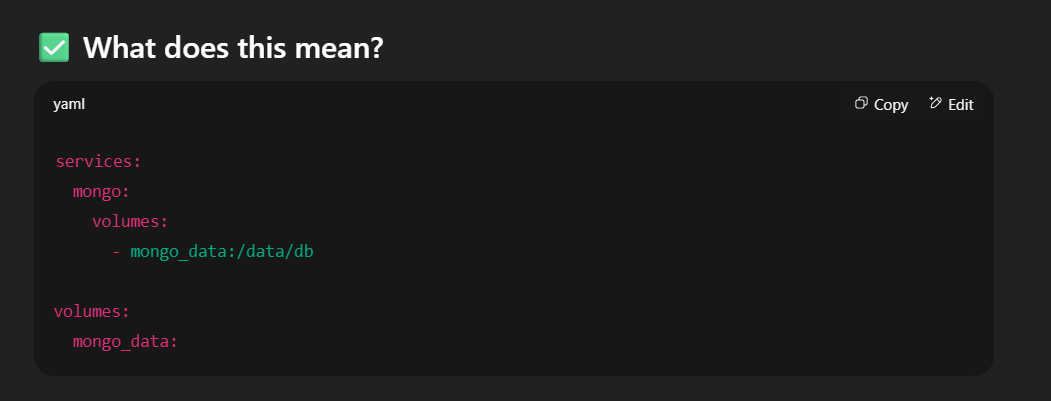 ✅ What does this mean?
yaml
Copy
Edit
services:
  mongo:
    volumes:
      - mongo_data:/data/db

volumes:
  mongo_data: